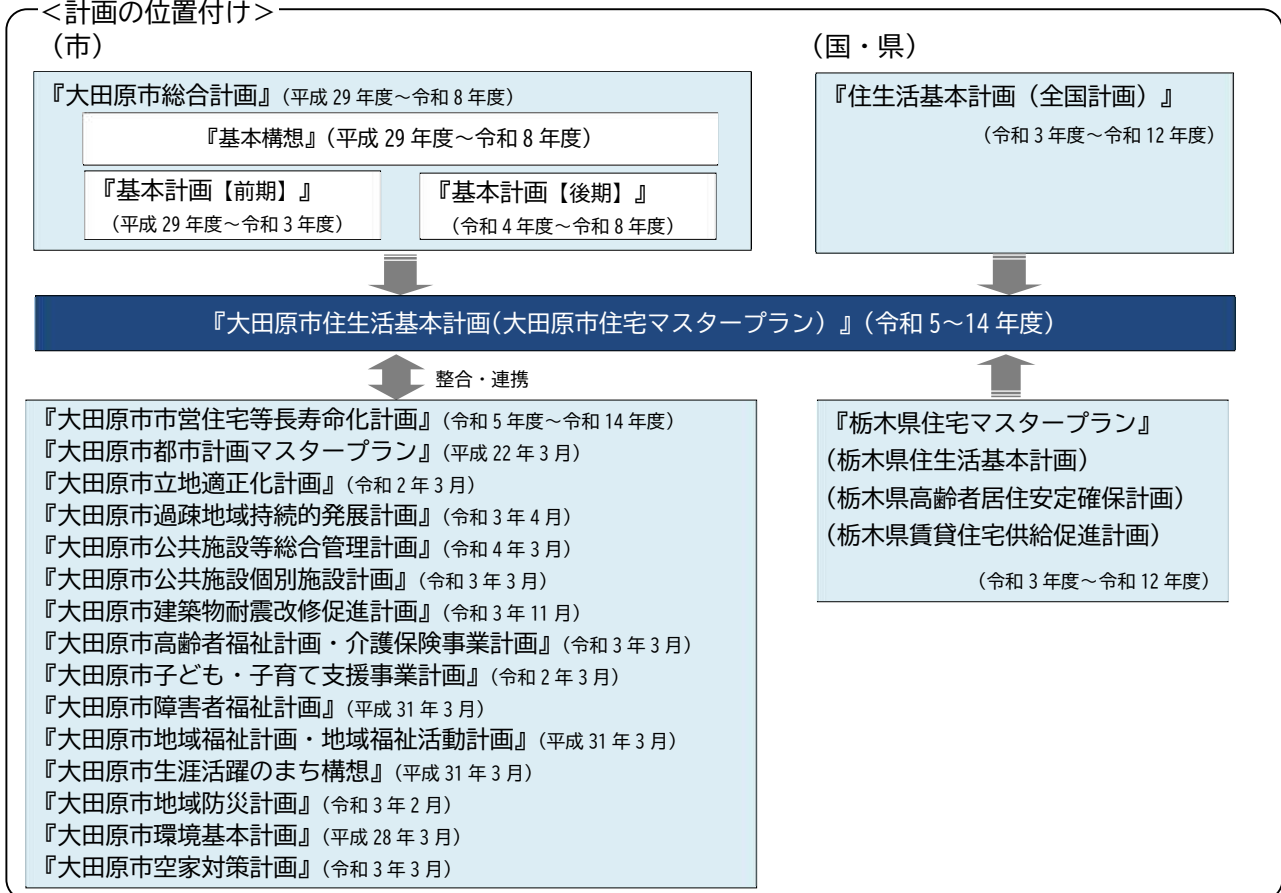 ＜計画の位置付け＞
（市）
（国・県）
『大田原市総合計画』（平成 29 年度～令和 8 年度）
『基本構想』（平成 29 年度～令和 8 年度）
『基本計画【前期】』
（平成 29 年度～令和 3 年度）
『基本計画【後期】』
（令和 4 年度～令和 8 年度）
『住生活基本計画（全国計画）』
（令和 3 年度～令和 12 年度）
『大田原市住生活基本計画(大田原市住宅マスタープラン）』（令和 5～14 年度）
整合・連携
『大田原市市営住宅等長寿命化計画』（令和 5 年度～令和 14 年度）
『大田原市都市計画マスタープラン』（平成 22 年 3 月）
『大田原市立地適正化計画』（令和 2 年 3 月）
『大田原市過疎地域持続的発展計画』（令和 3 年 4 月）
『大田原市公共施設等総合管理計画』（令和 4 年 3 月）
『大田原市公共施設個別施設計画』（令和 3 年 3 月）
『大田原市建築物耐震改修促進計画』（令和 3 年 11 月）
『大田原市高齢者福祉計画・介護保険事業計画』（令和 3 年 3 月）
『大田原市子ども・子育て支援事業計画』（令和 2 年 3 月）
『大田原市障害者福祉計画』（平成 31 年 3 月）
『大田原市地域福祉計画・地域福祉活動計画』（平成 31 年 3 月）
『大田原市生涯活躍のまち構想』（平成 31 年 3 月）
『大田原市地域防災計画』（令和 3 年 2 月）
『大田原市環境基本計画』（平成 28 年 3 月）
『大田原市空家対策計画』（令和 3 年 3 月）
『栃木県住宅マスタープラン』
(栃木県住生活基本計画）
(栃木県高齢者居住安定確保計画）
(栃木県賃貸住宅供給促進計画）
（令和 3 年度～令和 12 年度）